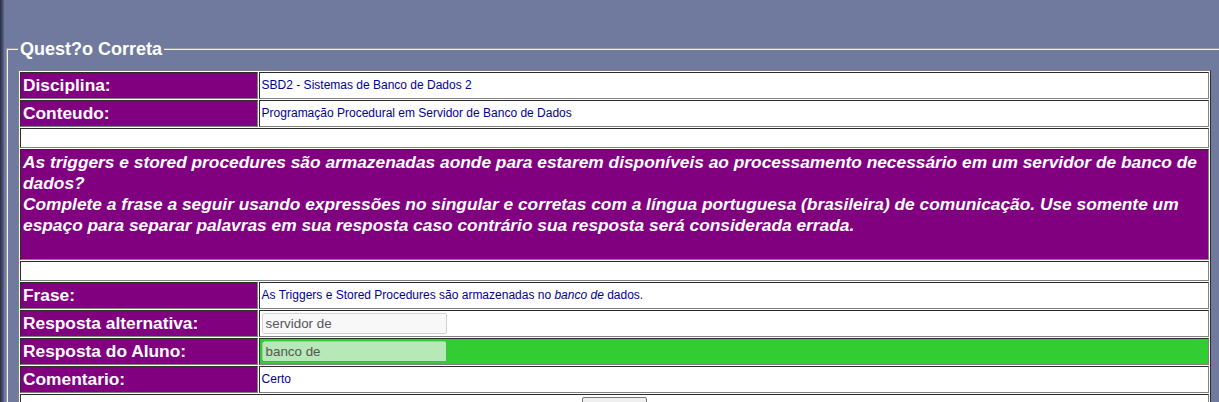 Quest?o Correta
Disciplina: SBD2 - Sistemas de Banco de Dados 2
Conteudo: Programação Procedural em Servidor de Banco de Dados
As triggers e stored procedures são armazenadas aonde para estarem disponíveis ao processamento necessário em um servidor de banco de
dados?
Complete a frase a seguir usando expressões no singular e corretas com a língua portuguesa (brasileira) de comunicação. Use somente um
espaço para separar palavras em sua resposta caso contrário sua resposta será considerada errada.
Frase: As Triggers e Stored Procedures são armazenadas no banco de dados.
Resposta alternativa: servidor de
Resposta do Aluno: banco de
Comentario: Certo